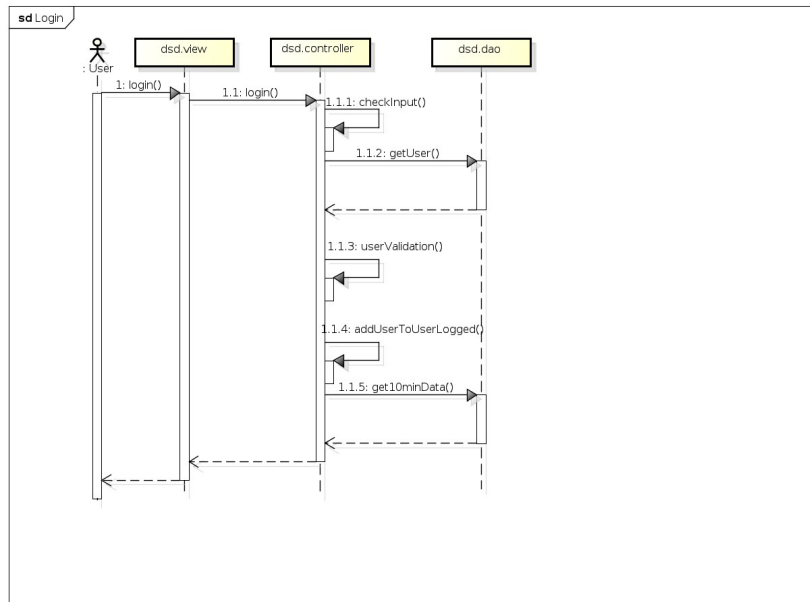 sd Login
: User
dsd.view
dsd.controller
dsd.dao
1: login()
1.1: login()
1.1.1: checkInput()
1.1.2: getUser()
1.1.3: userValidation()
1.1.4: addUserToUserLogged()
1.1.5: get10minData()